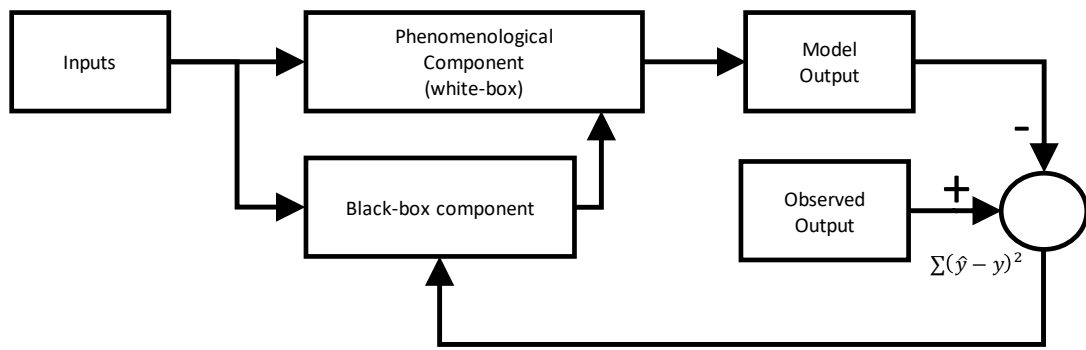 Inputs
Phenomenological
Component
(white-box)
Model
Output
-
Black-box component
Observed
Output
+
∑(ŷ − y)²